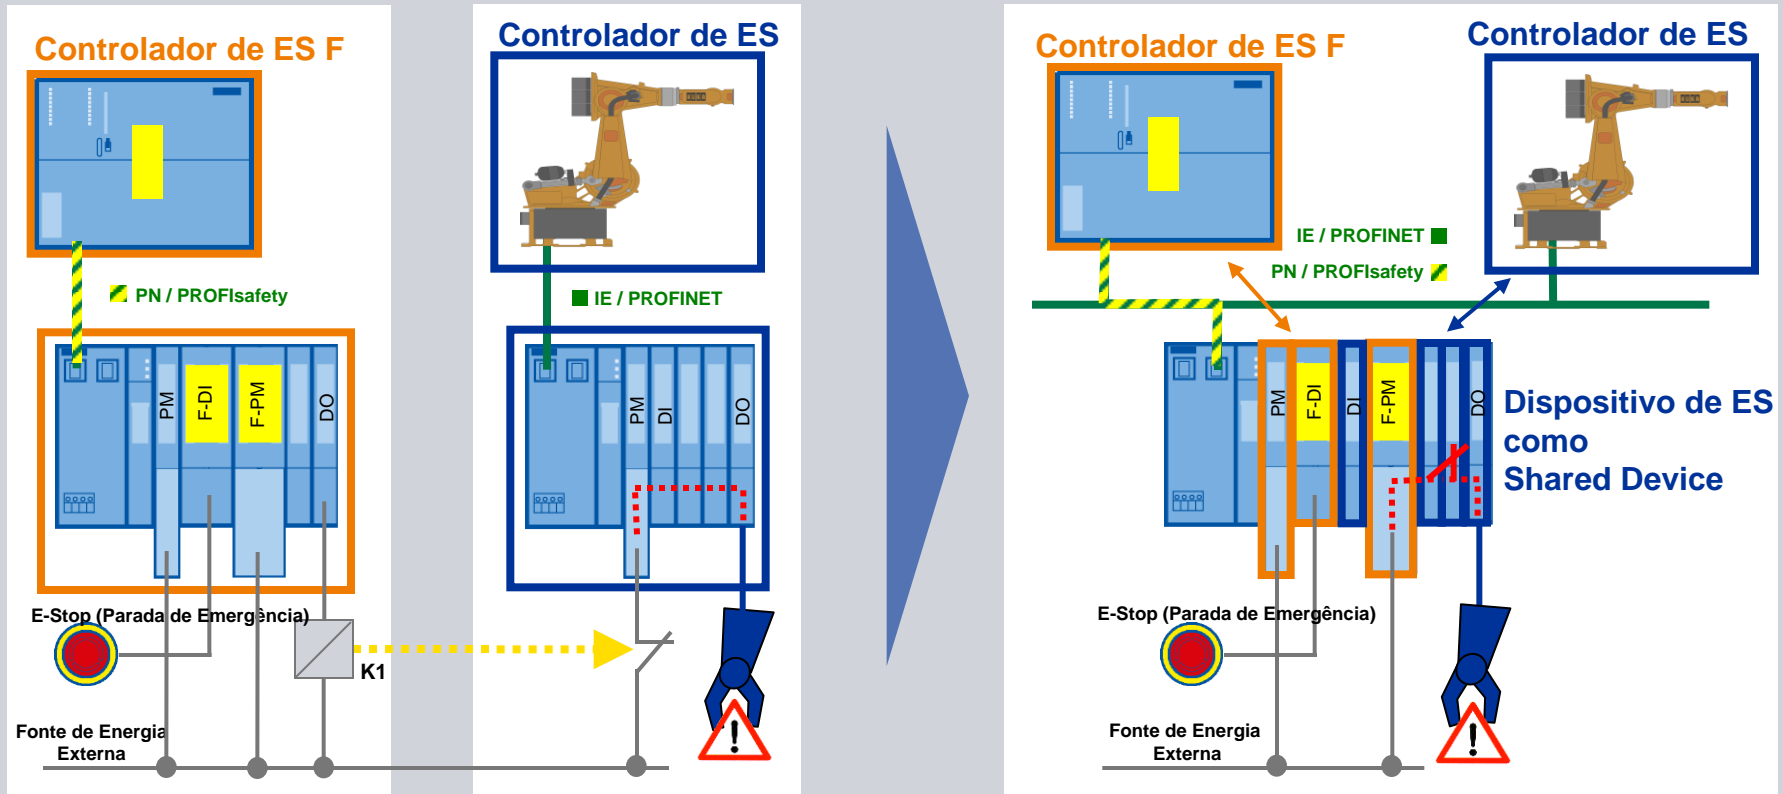 Controlador de ES F
PN / PROFIsafety
PM
F-DI
F-PM
DO
E-Stop (Parada de Emergência)
K1
Fonte de Energia
Externa
Controlador de ES
IE / PROFINET
PM
DI
DO
Controlador de ES F
Controlador de ES
IE / PROFINET
PN / PROFIsafety
PM
F-DI
DI
F-PM
DO
Dispositivo de ES
como
Shared Device
E-Stop (Parada de Emergência)
Fonte de Energia
Externa